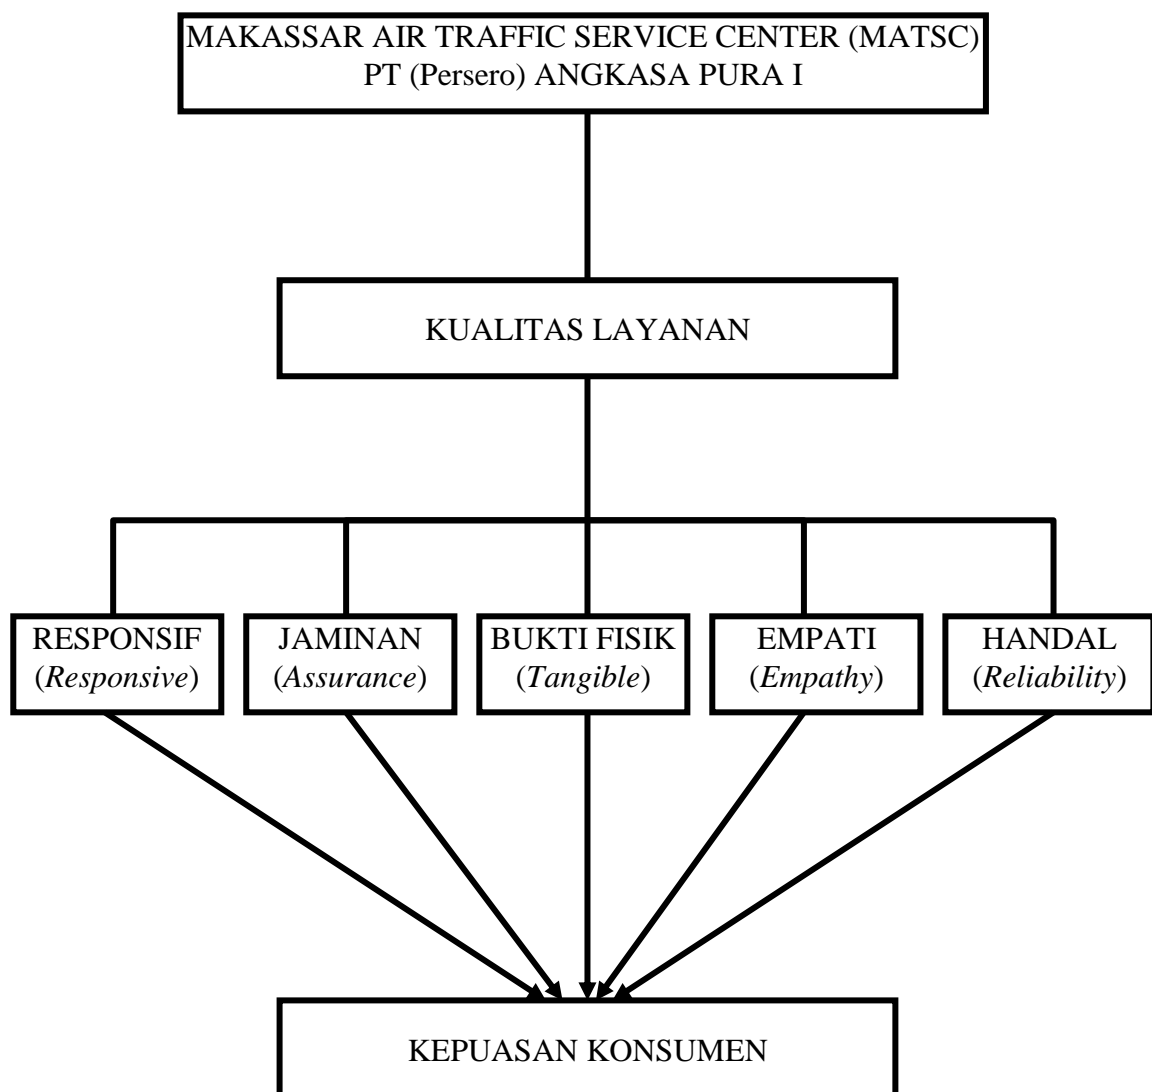 MAKASSAR AIR TRAFFIC SERVICE CENTER (MATSC)
PT (Persero) ANGKASA PURA I
KUALITAS LAYANAN
RESPONSIF
(Responsive)
JAMINAN
(Assurance)
BUKTI FISIK
(Tangible)
EMPATI
(Empathy)
HANDAL
(Reliability)
KEPUASAN KONSUMEN